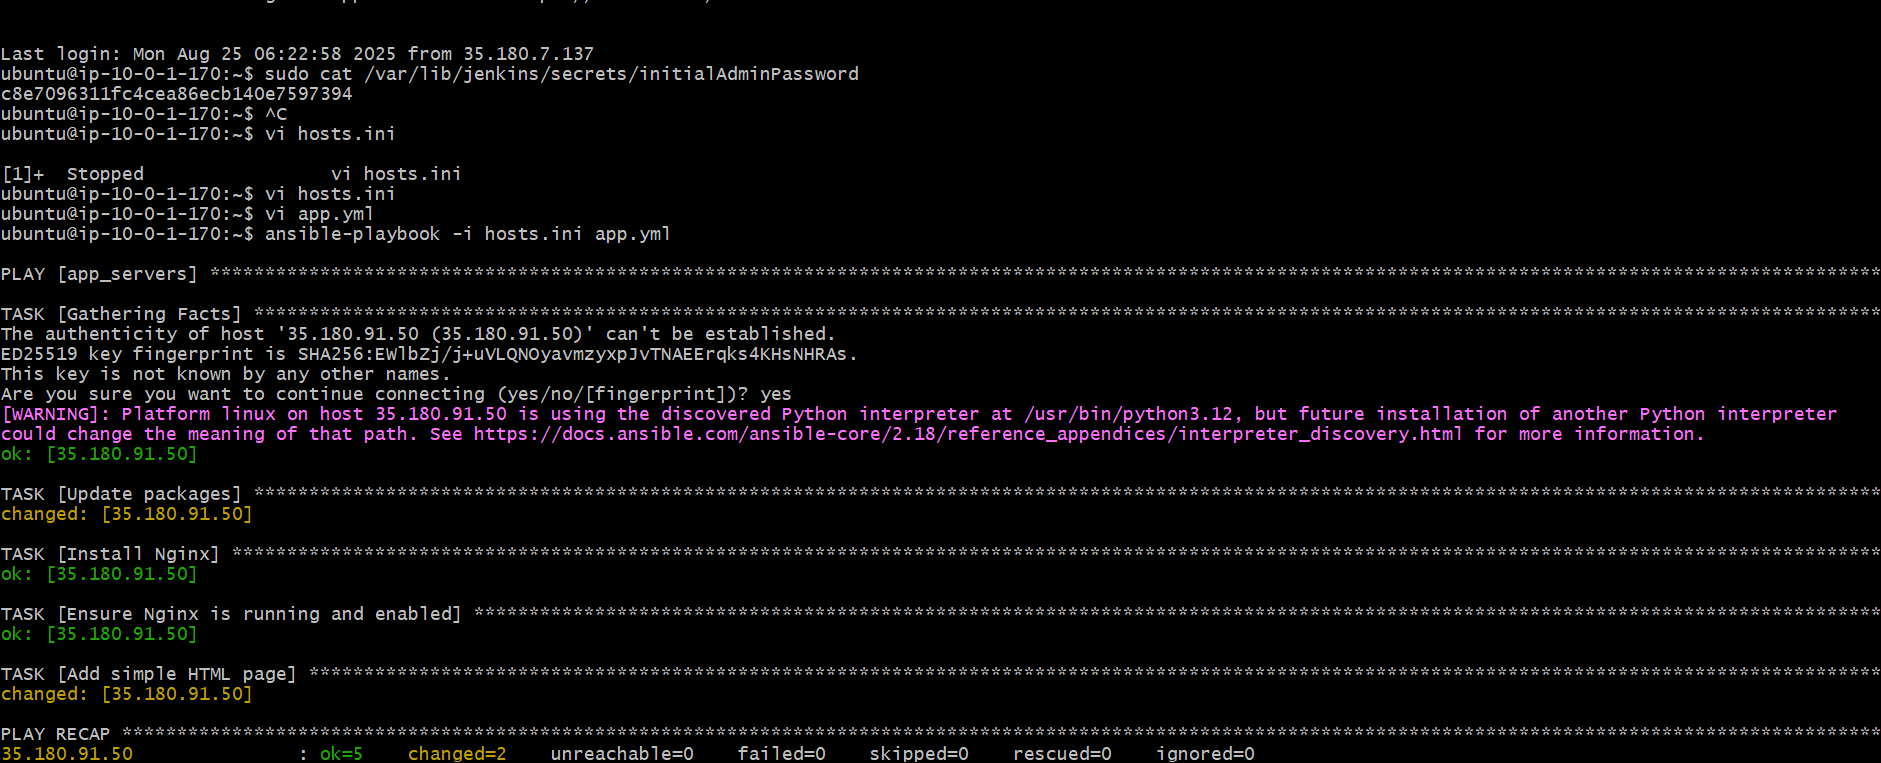 Last login: Mon Aug 25 06:22:58 2025 from 35.180.7.137
ubuntu@ip-10-0-1-170:~$ sudo cat /var/lib/jenkins/secrets/initialAdminPassword
c8e7096311fc4cea86ecb140e7597394
ubuntu@ip-10-0-1-170:~$ ^C
ubuntu@ip-10-0-1-170:~$ vi hosts.ini
[1]+  Stopped                 vi hosts.ini
ubuntu@ip-10-0-1-170:~$ vi hosts.ini
ubuntu@ip-10-0-1-170:~$ vi app.yml
ubuntu@ip-10-0-1-170:~$ ansible-playbook -i hosts.ini app.yml
PLAY [app_servers] ********************************************************************************************************************************************************
TASK [Gathering Facts] ****************************************************************************************************************************************************
The authenticity of host '35.180.91.50 (35.180.91.50)' can't be established.
ED25519 key fingerprint is SHA256:EWlbZj/j+uVLQNOyavmzyxpJvTNAEErqks4KHsNHRAs.
This key is not known by any other names.
Are you sure you want to continue connecting (yes/no/[fingerprint])? yes
[WARNING]: Platform linux on host 35.180.91.50 is using the discovered Python interpreter at /usr/bin/python3.12, but future installation of another Python interpreter
could change the meaning of that path. See https://docs.ansible.com/ansible-core/2.18/reference_appendices/interpreter_discovery.html for more information.
ok: [35.180.91.50]
TASK [Update packages] ****************************************************************************************************************************************************
changed: [35.180.91.50]
TASK [Install Nginx] ******************************************************************************************************************************************************
ok: [35.180.91.50]
TASK [Ensure Nginx is running and enabled] ********************************************************************************************************************************
ok: [35.180.91.50]
TASK [Add simple HTML page] ***********************************************************************************************************************************************
changed: [35.180.91.50]
PLAY RECAP ****************************************************************************************************************************************************************
35.180.91.50               : ok=5    changed=2    unreachable=0    failed=0    skipped=0    rescued=0    ignored=0